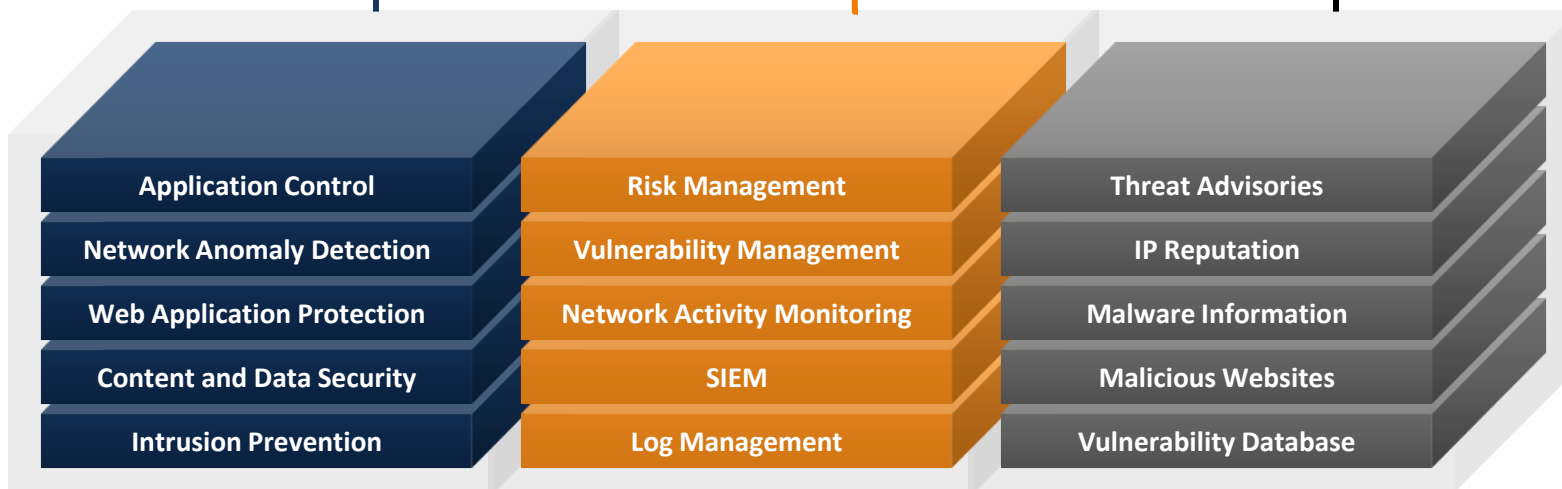 Application Control
Network Anomaly Detection
Web Application Protection
Content and Data Security
Intrusion Prevention
Risk Management
Vulnerability Management
Network Activity Monitoring
SIEM
Log Management
Threat Advisories
IP Reputation
Malware Information
Malicious Websites
Vulnerability Database